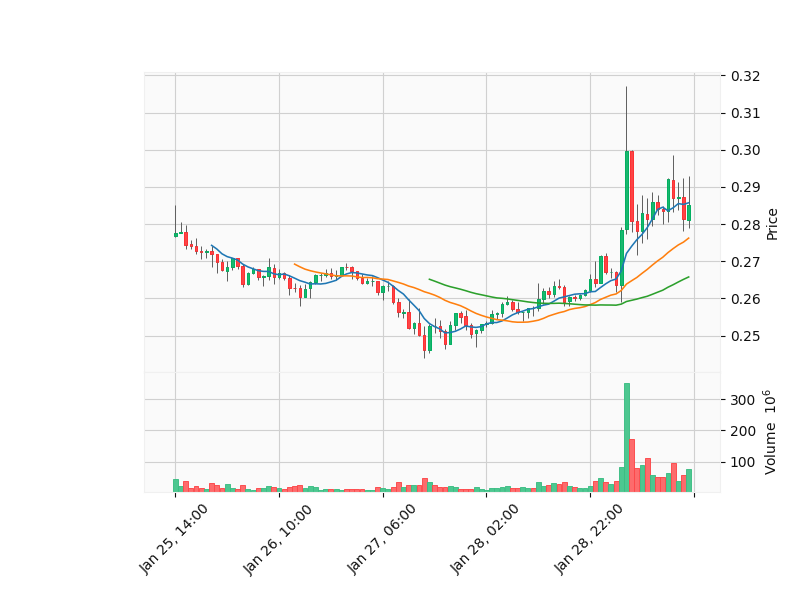 0.32
0.31
0.30
0.29
0.28
0.27
0.26
0.25
Price
300
200
100
Volume 10^6
Jan 25, 14:00
Jan 26, 10:00
Jan 27, 06:00
Jan 28, 02:00
Jan 28, 22:00